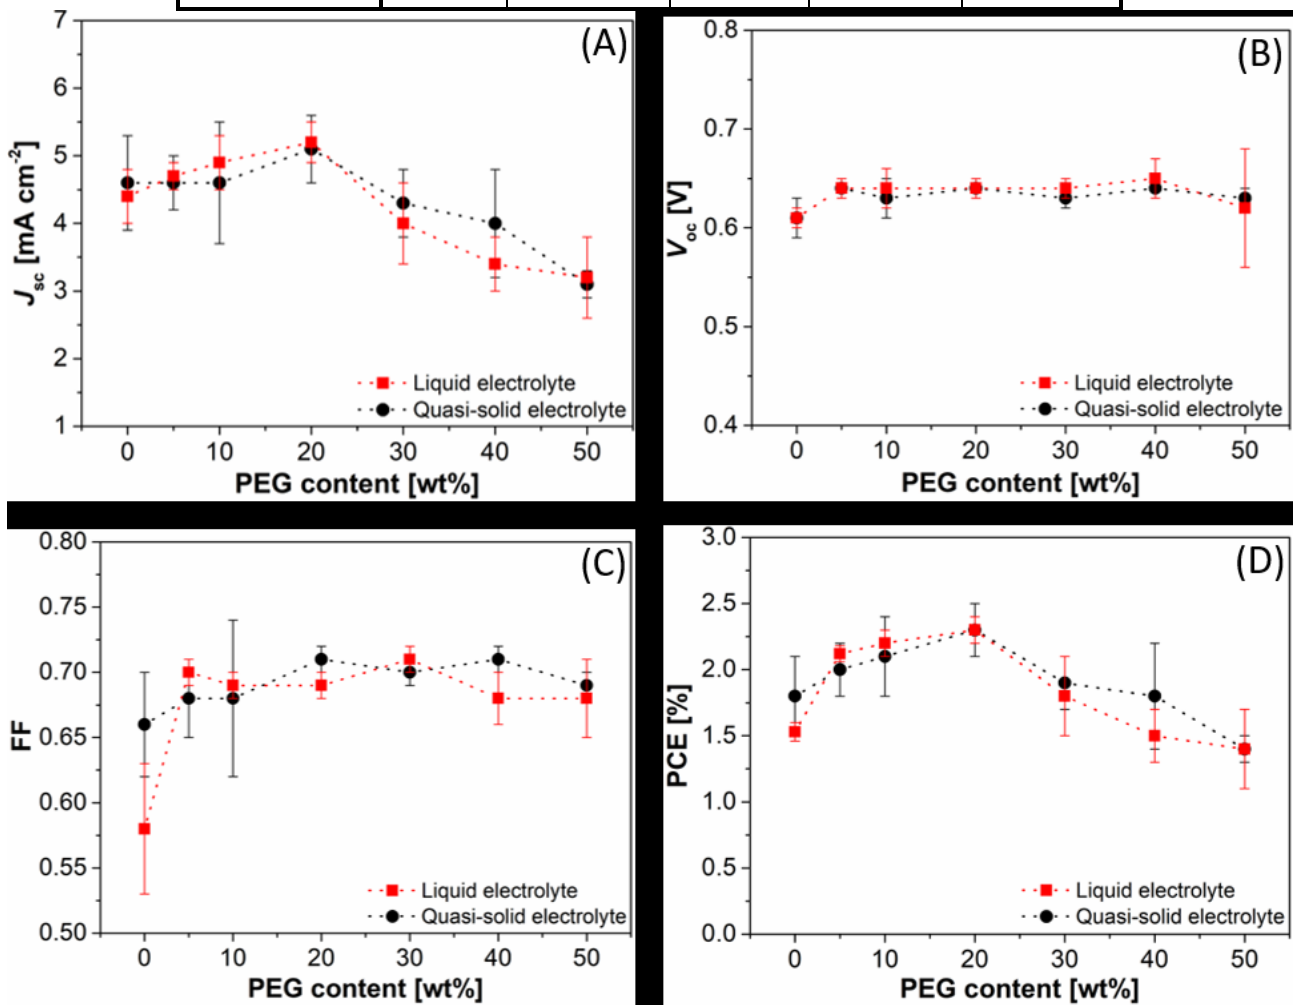 (A)
7
6
5
4
3
2
1
J sc [mA cm-2]
Liquid electrolyte
Quasi-solid electrolyte
0 10 20 30 40 50
PEG content [wt%]
(B)
0.8
0.7
0.6
0.5
0.4
V oc [V]
Liquid electrolyte
Quasi-solid electrolyte
0 10 20 30 40 50
PEG content [wt%]
(C)
0.80
0.75
0.70
0.65
0.60
0.55
0.50
FF
Liquid electrolyte
Quasi-solid electrolyte
0 10 20 30 40 50
PEG content [wt%]
(D)
3.0
2.5
2.0
1.5
1.0
0.5
0.0
PCE [%]
Liquid electrolyte
Quasi-solid electrolyte
0 10 20 30 40 50
PEG content [wt%]